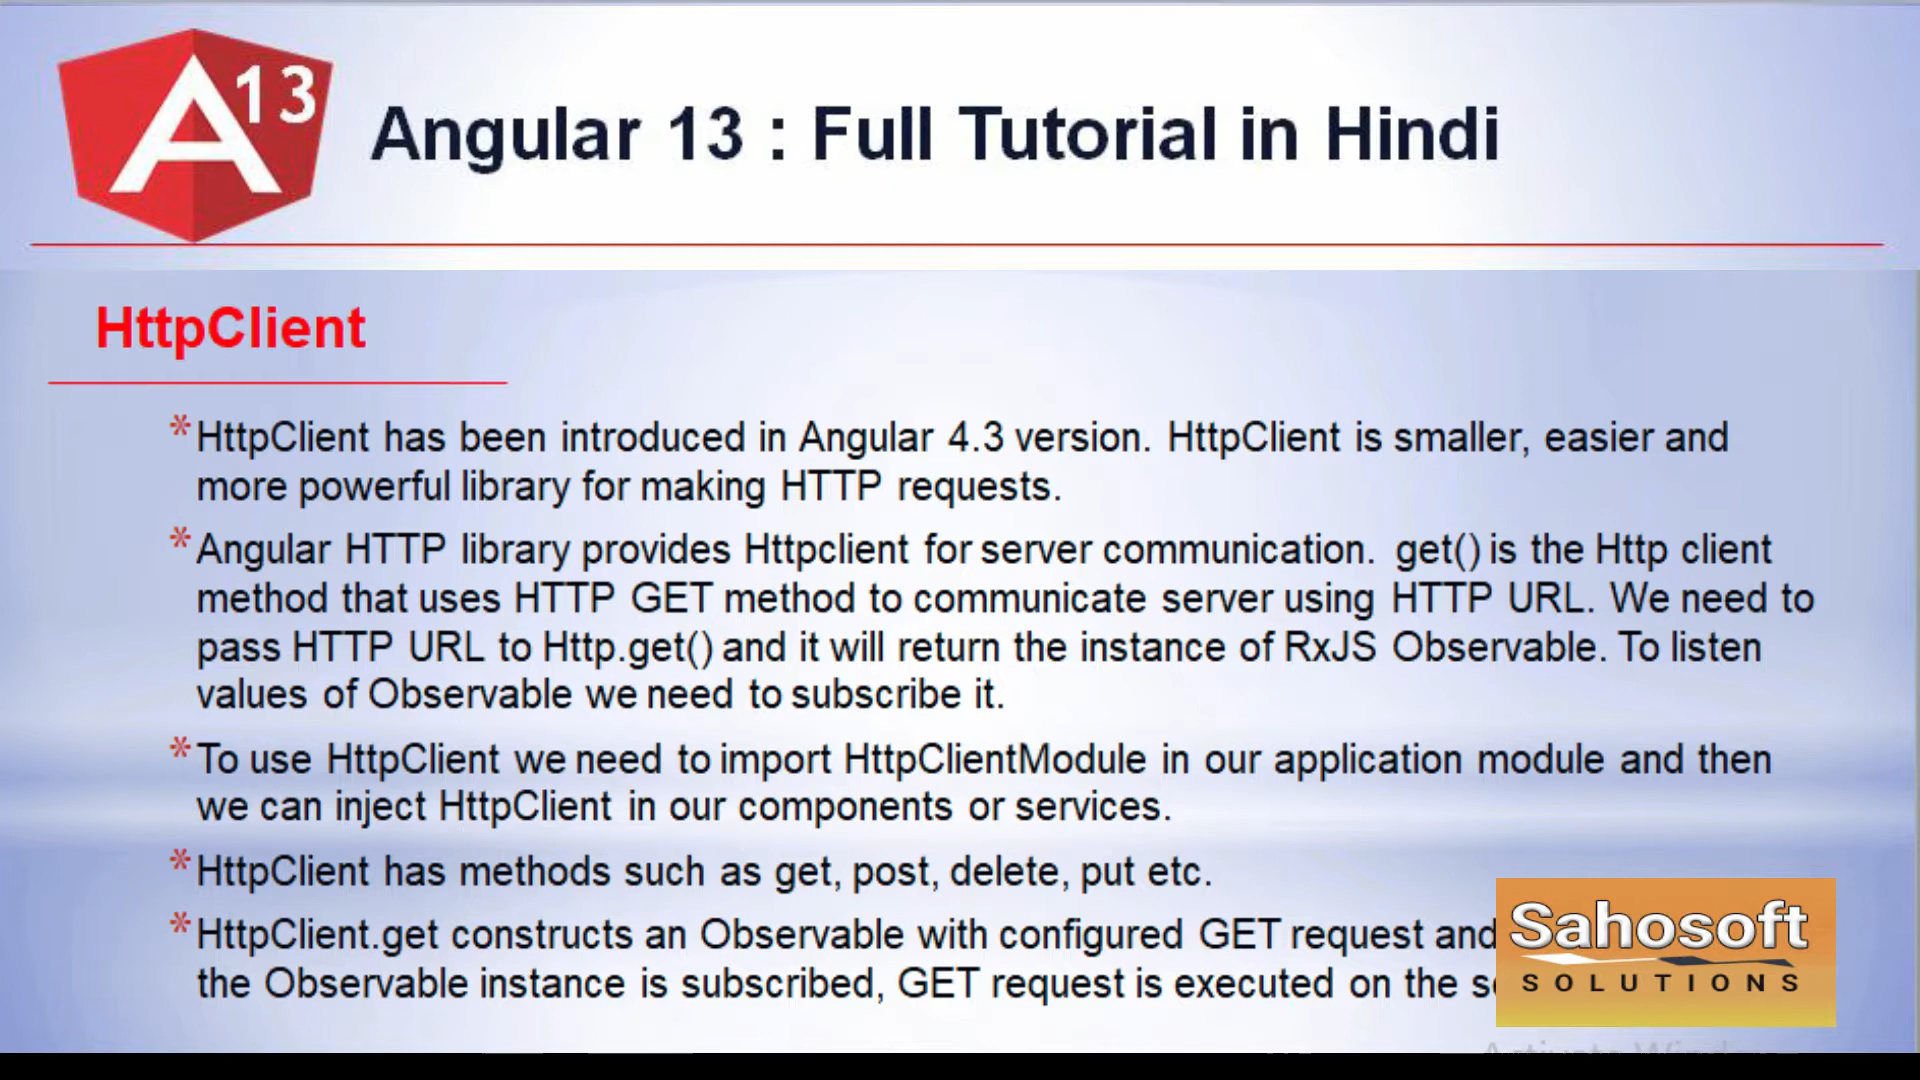 A 13
Angular 13 : Full Tutorial in Hindi
HttpClient
*HttpClient has been introduced in Angular 4.3 version. HttpClient is smaller, easier and
more powerful library for making HTTP requests.
*Angular HTTP library provides Httpclient for server communication. get() is the Http client
method that uses HTTP GET method to communicate server using HTTP URL. We need to
pass HTTP URL to Http.get() and it will return the instance of RxJS Observable. To listen
values of Observable we need to subscribe it.
*To use HttpClient we need to import HttpClientModule in our application module and then
we can inject HttpClient in our components or services.
*HttpClient has methods such as get, post, delete, put etc.
*HttpClient.get constructs an Observable with configured GET request and
the Observable instance is subscribed, GET request is executed on the
Sahosoft
SOLUTIONS